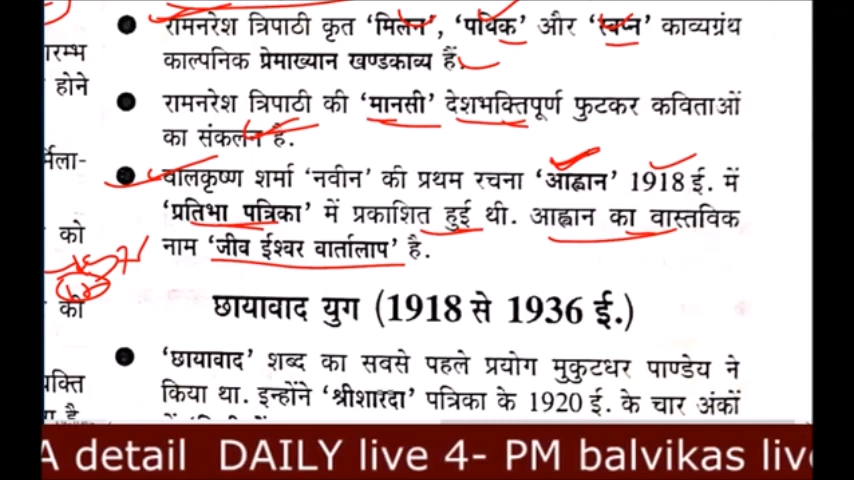 रामनरेश त्रिपाठी कृत ‘मिलन’, ‘पथिक’ और ‘स्वप्न’ काव्यग्रंथ
काल्पनिक प्रेमाख्यान खण्डकाव्य हैं.
रामनरेश त्रिपाठी की ‘मानसी’ देशभक्तिपूर्ण फुटकर कविताओं
का संकलन है.
बालकृष्ण शर्मा ‘नवीन’ की प्रथम रचना ‘आह्वान’ 1918 ई. में
‘प्रतिभा पत्रिका’ में प्रकाशित हुई थी. आह्वान का वास्तविक
नाम ‘जीव ईश्वर वार्तालाप’ है.
छायावाद युग (1918 से 1936 ई.)
‘छायावाद’ शब्द का सबसे पहले प्रयोग मुकुटधर पाण्डेय ने
किया था. इन्होंने ‘श्रीशारदा’ पत्रिका के 1920 ई. के चार अंकों
होने
को
की
A detail DAILY live 4- PM balvikas live